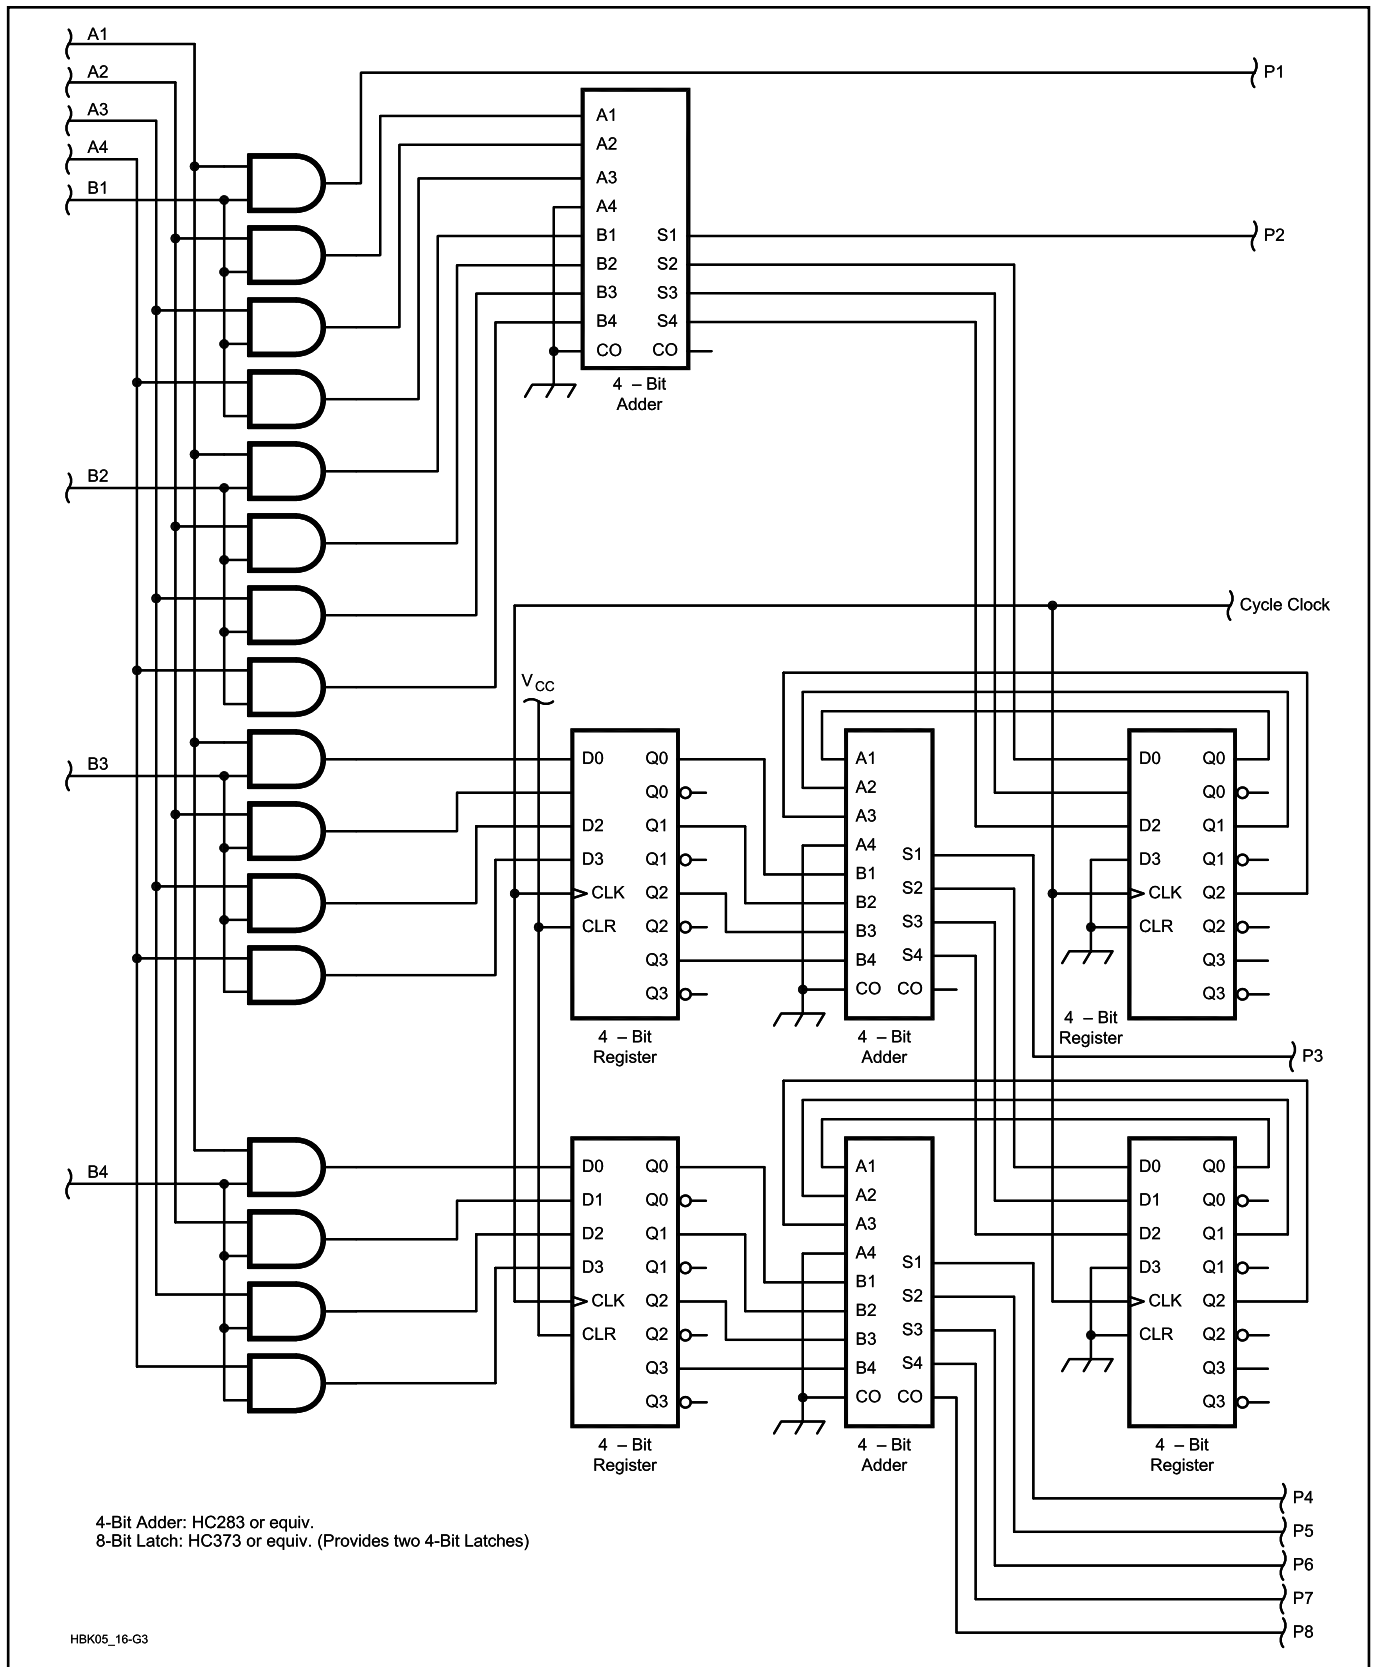 A1
A2
A3
A4
B1
P1
A1
A2
A3
A4
B1 S1
B2 S2
B3 S3
B4 S4
CO CO
4 – Bit
Adder
P2
B2
Cycle Clock
VCC
B3
D0 Q0
Q0
D2 Q1
D3 Q1
CLK Q2
CLR Q2
Q3
Q3
4 – Bit
Register
A1
A2
A3
A4
S1
B1
S2
B2
S3
B3
S4
B4
CO CO
4 – Bit
Adder
D0 Q0
Q0
D2 Q1
D3 Q1
CLK Q2
CLR Q2
Q3
Q3
4 – Bit
Register
P3
B4
D0 Q0
D1 Q0
D2 Q1
D3 Q1
CLK Q2
CLR Q2
Q3
Q3
4 – Bit
Register
A1
A2
A3
A4
S1
B1
S2
B2
S3
B3
S4
B4
CO CO
4 – Bit
Adder
D0 Q0
D1 Q0
D2 Q1
D3 Q1
CLK Q2
CLR Q2
Q3
Q3
4 – Bit
Register
P4
P5
P6
P7
P8
4-Bit Adder: HC283 or equiv.
8-Bit Latch: HC373 or equiv. (Provides two 4-Bit Latches)
HBK05_16-G3